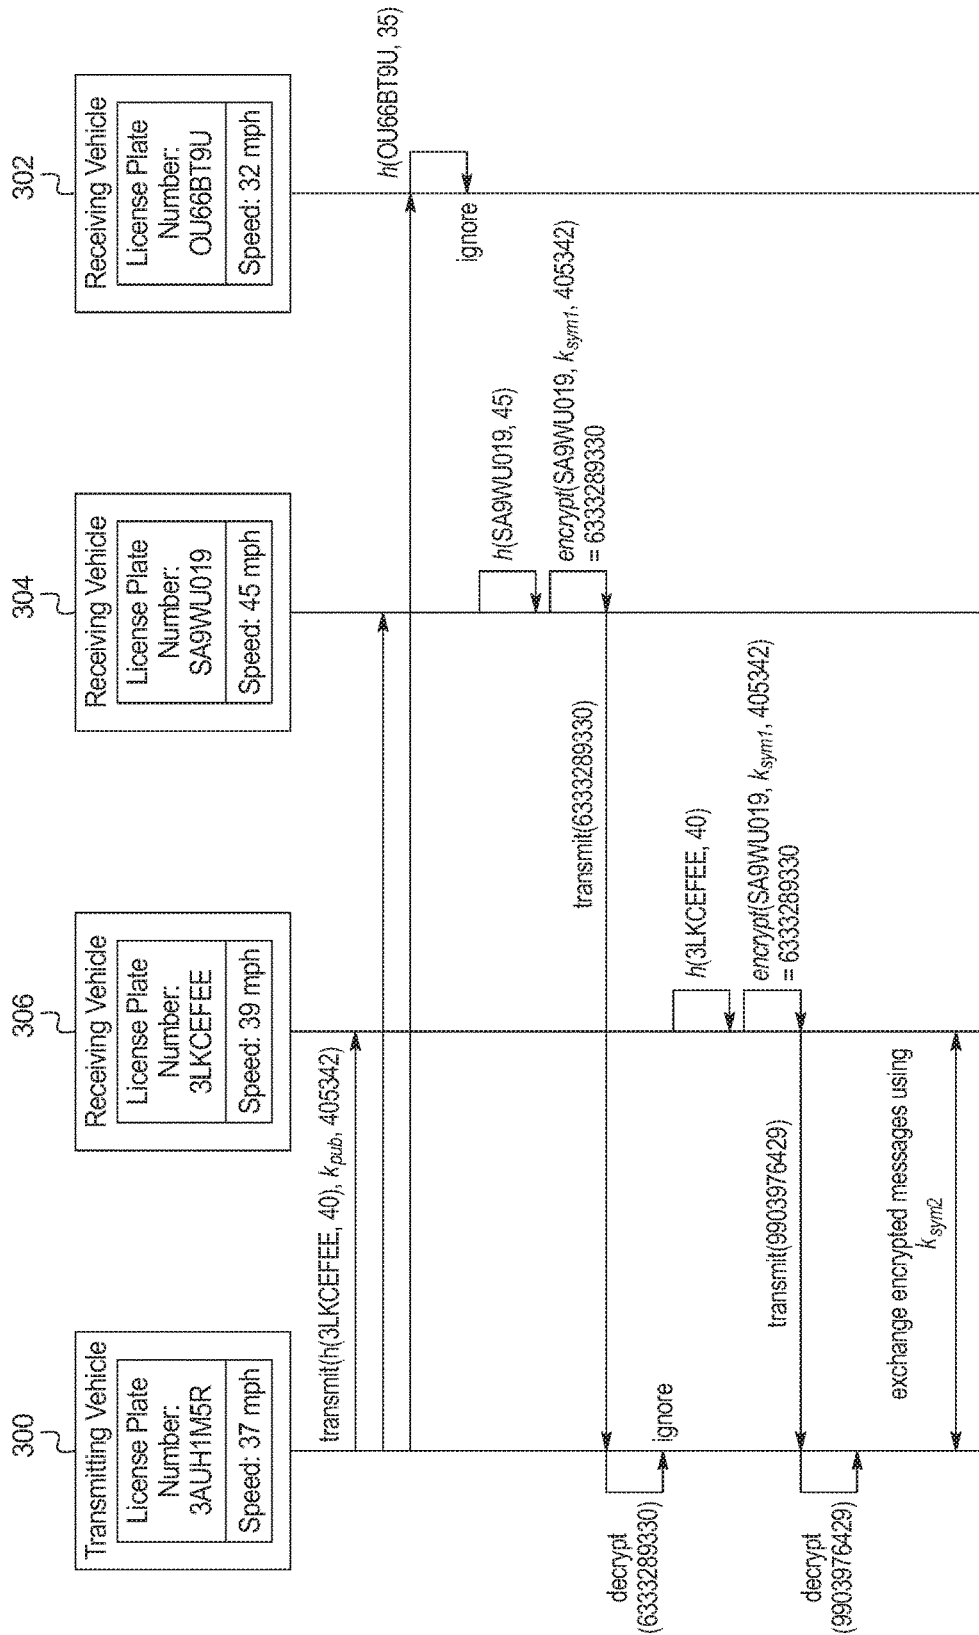 300
Transmitting Vehicle
License Plate
Number:
3AUH1M5R
Speed: 37 mph
306
Receiving Vehicle
License Plate
Number:
3LKCEFEE
Speed: 39 mph
304
Receiving Vehicle
License Plate
Number:
SA9WU019
Speed: 45 mph
302
Receiving Vehicle
License Plate
Number:
OU66BT9U
Speed: 32 mph
transmit(h(3LKCEFEE, 40), kpub, 405342)
h(OU66BT9U, 35)
ignore
h(SA9WU019, 45)
encrypt(SA9WU019, ksym1, 405342)
= 6333289330
transmit(6333289330)
decrypt
(6333289330)
ignore
h(3LKCEFEE, 40)
encrypt(SA9WU019, ksym1, 405342)
= 6333289330
transmit(9903976429)
decrypt
(9903976429)
exchange encrypted messages using
ksym2